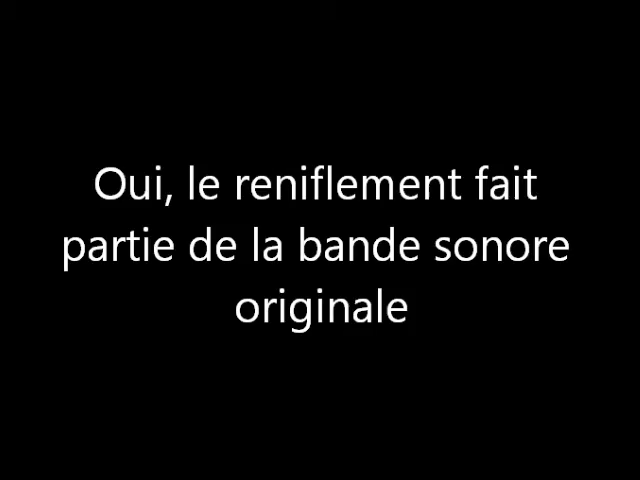 Oui, le reniflement fait
partie de la bande sonore
originale